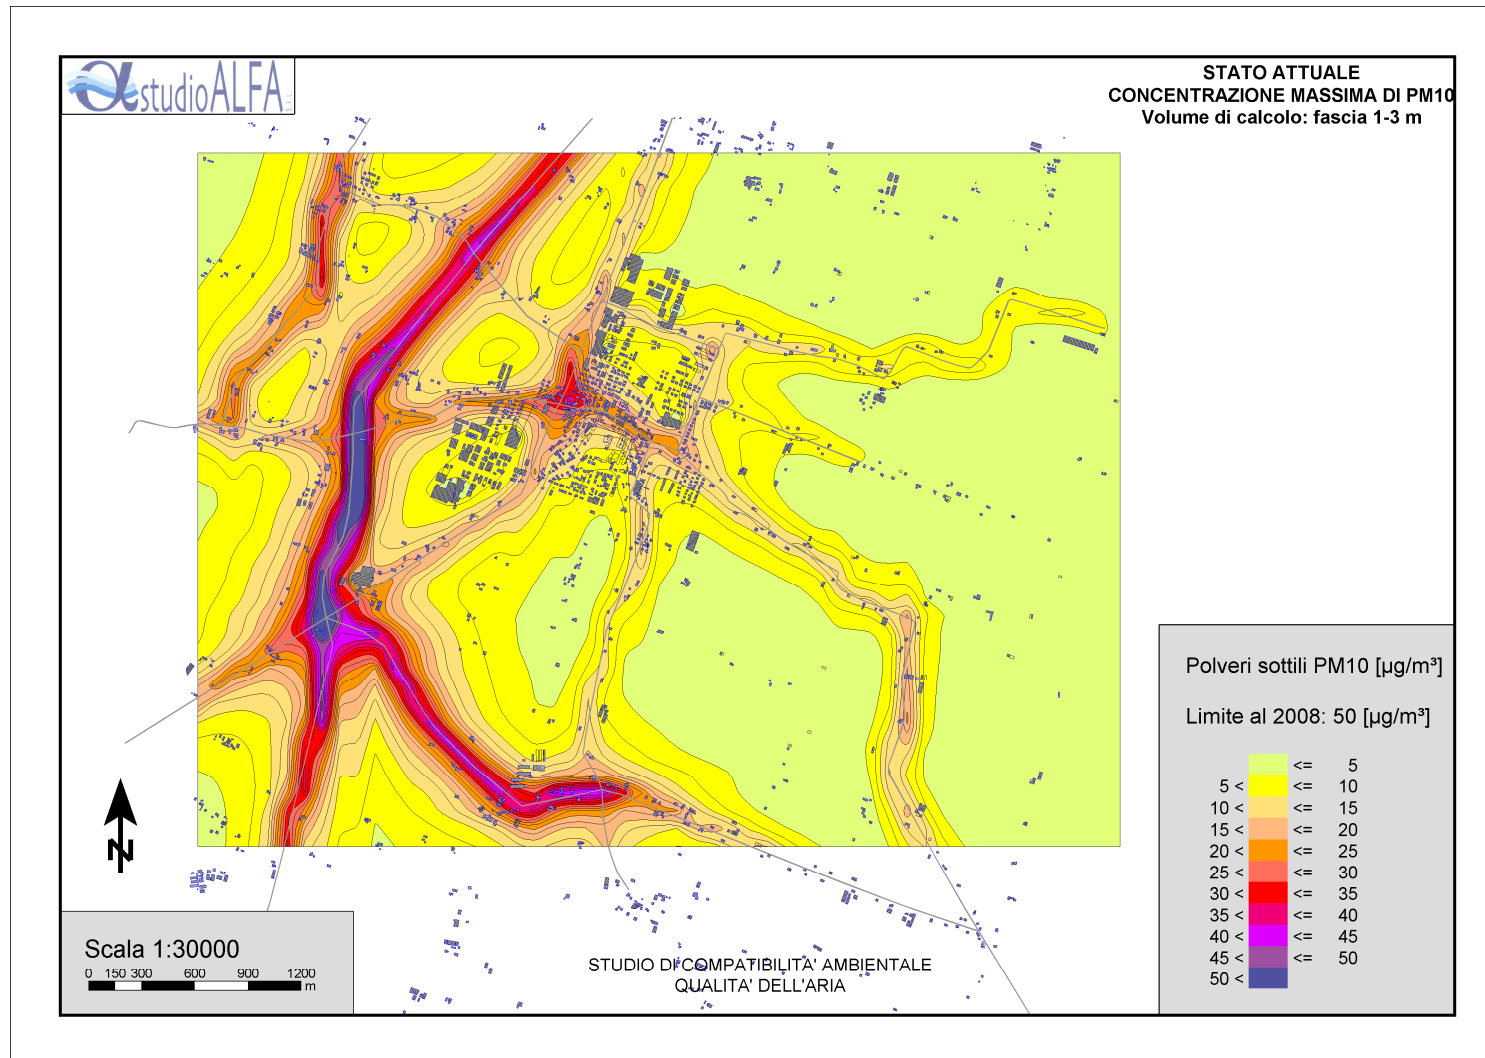 studioALFA
S.r.l.
STATO ATTUALE
CONCENTRAZIONE MASSIMA DI PM10
Volume di calcolo: fascia 1-3 m
Polveri sottili PM10 [µg/m³]
Limite al 2008: 50 [µg/m³]
<= 5
5 < <= 10
10 < <= 15
15 < <= 20
20 < <= 25
25 < <= 30
30 < <= 35
35 < <= 40
40 < <= 45
45 < <= 50
50 <
N
Scala 1:30000
0 150 300 600 900 1200
m
STUDIO DI COMPATIBILITA' AMBIENTALE
QUALITA' DELL'ARIA